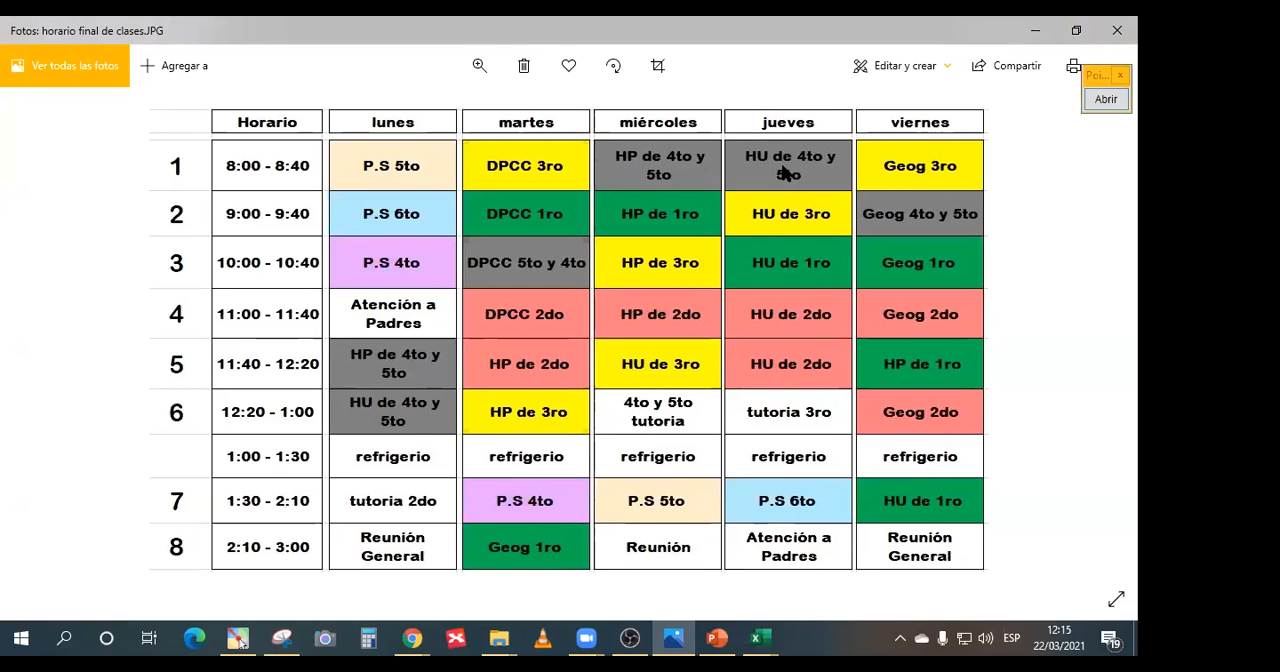 Fotos: horario final de clases.JPG
Ver todas las fotos
Agregar a
Editar y crear
Compartir
Poi... x
Abrir
Horario lunes martes miércoles jueves viernes
1 8:00 - 8:40 P.S 5to DPCC 3ro HP de 4to y 5to HU de 4to y 5to Geog 3ro
2 9:00 - 9:40 P.S 6to DPCC 1ro HP de 1ro HU de 3ro Geog 4to y 5to
3 10:00 - 10:40 P.S 4to DPCC 5to y 4to HP de 3ro HU de 1ro Geog 1ro
4 11:00 - 11:40 Atención a Padres DPCC 2do HP de 2do HU de 2do Geog 2do
5 11:40 - 12:20 HP de 4to y 5to HP de 2do HU de 3ro HU de 2do HP de 1ro
6 12:20 - 1:00 HU de 4to y 5to HP de 3ro 4to y 5to tutoria tutoria 3ro Geog 2do
1:00 - 1:30 refrigerio refrigerio refrigerio refrigerio refrigerio
7 1:30 - 2:10 tutoria 2do P.S 4to P.S 5to P.S 6to HU de 1ro
8 2:10 - 3:00 Reunión General Geog 1ro Reunión Atención a Padres Reunión General
ESP
12:15
22/03/2021
19